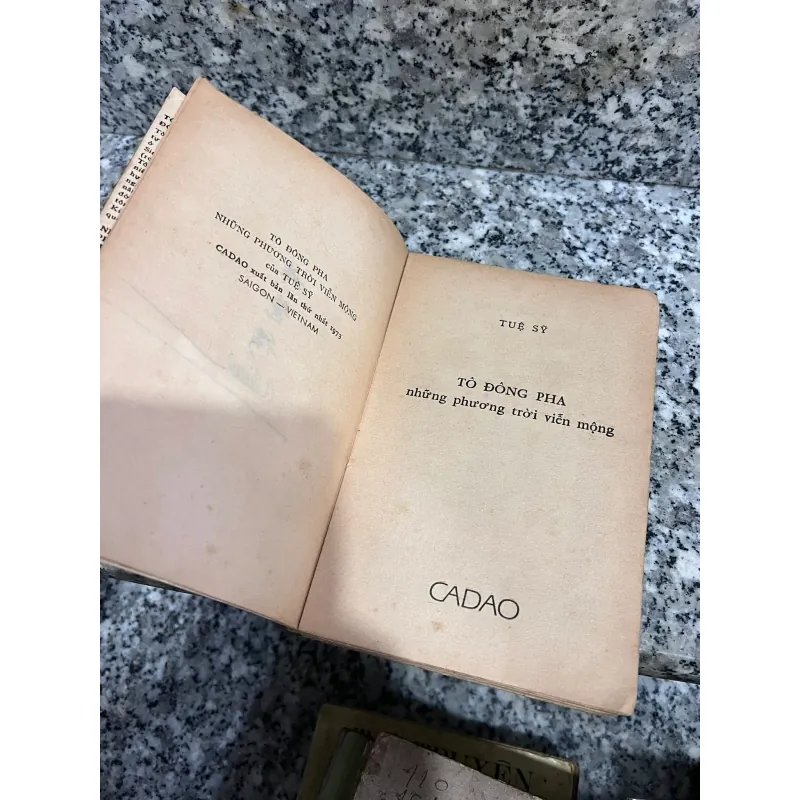 TÔ ĐÔNG PHA
NHỮNG PHƯƠNG TRỜI VIỄN MỘNG
của TUỆ SỸ
CADAO xuất bản lần thứ nhất 1973
SAIGON — VIETNAM
TUỆ SỸ
TÔ ĐÔNG PHA
những phương trời viễn mộng
CADAO
110